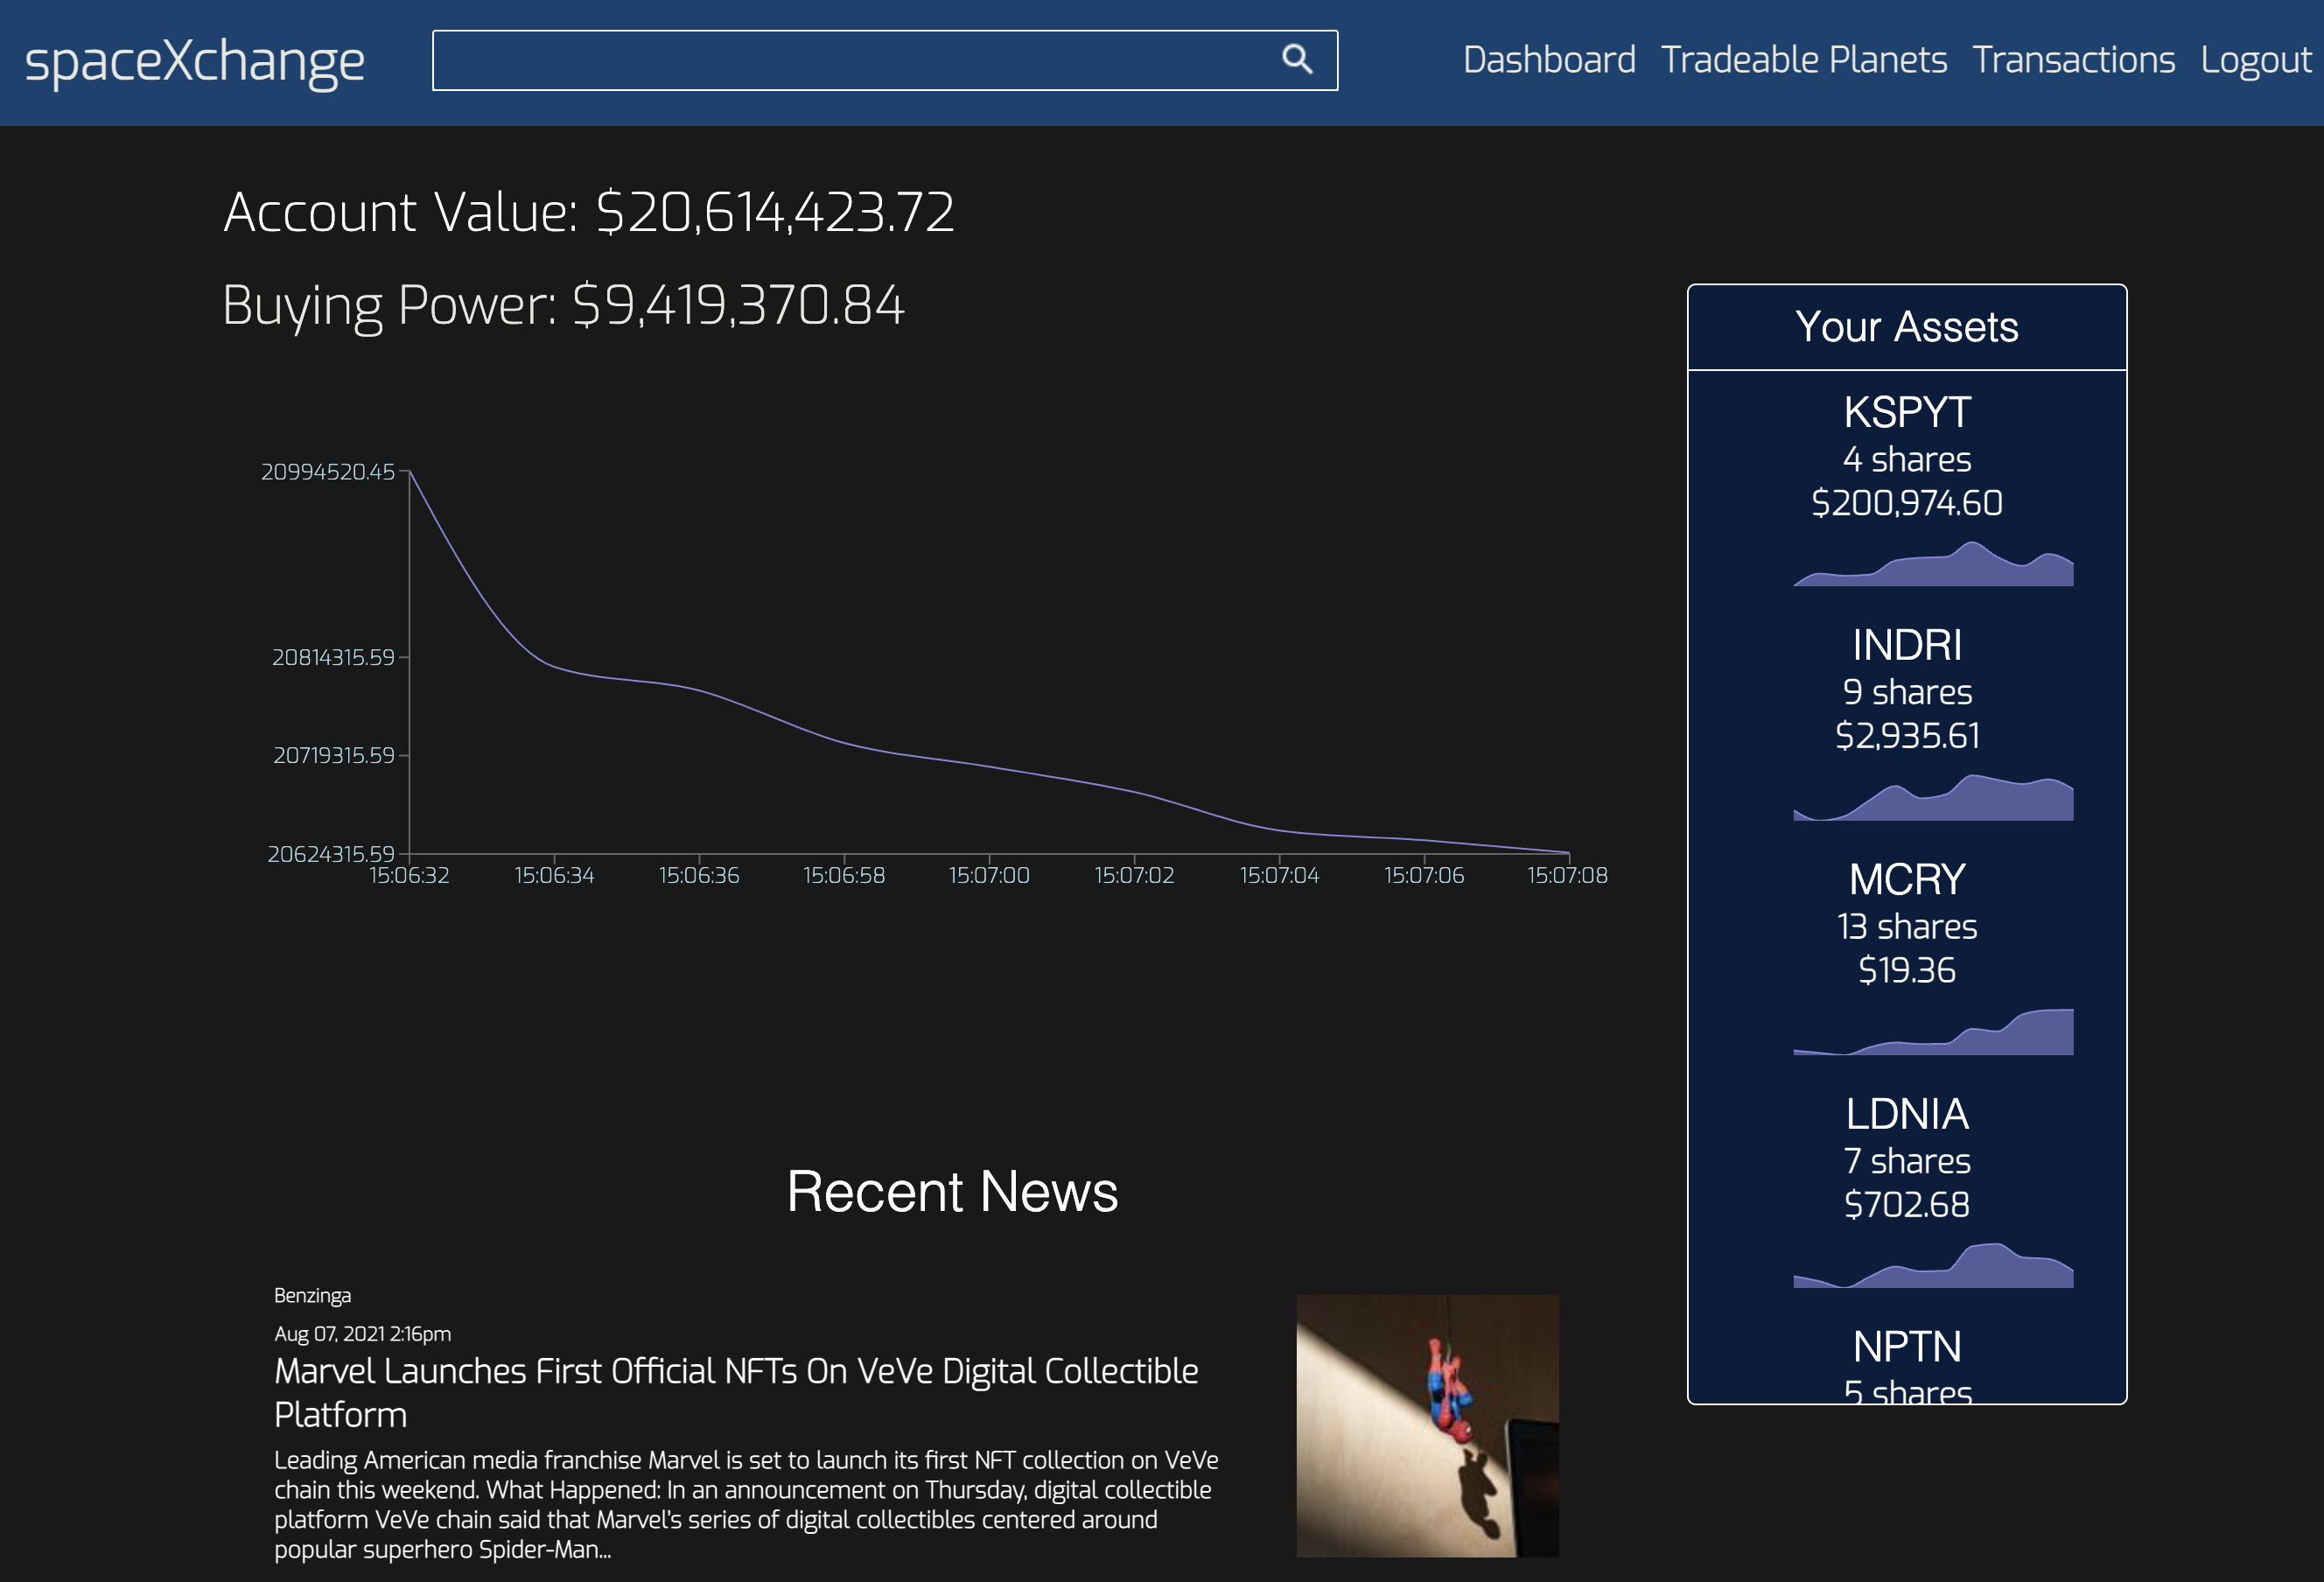 spaceXchange
Dashboard Tradeable Planets Transactions Logout
Account Value: $20,614,423.72
Buying Power: $9,419,370.84
20994520.45
20814315.59
20719315.59
20624315.59
15:06:32 15:06:34 15:06:36 15:06:58 15:07:00 15:07:02 15:07:04 15:07:06 15:07:08
Your Assets
KSPYT
4 shares
$200,974.60
INDRI
9 shares
$2,935.61
MCRY
13 shares
$19.36
LDNIA
7 shares
$702.68
NPTN
5 shares
Recent News
Benzinga
Aug 07, 2021 2:16pm
Marvel Launches First Official NFTs On VeVe Digital Collectible
Platform
Leading American media franchise Marvel is set to launch its first NFT collection on VeVe
chain this weekend. What Happened: In an announcement on Thursday, digital collectible
platform VeVe chain said that Marvel's series of digital collectibles centered around
popular superhero Spider-Man...